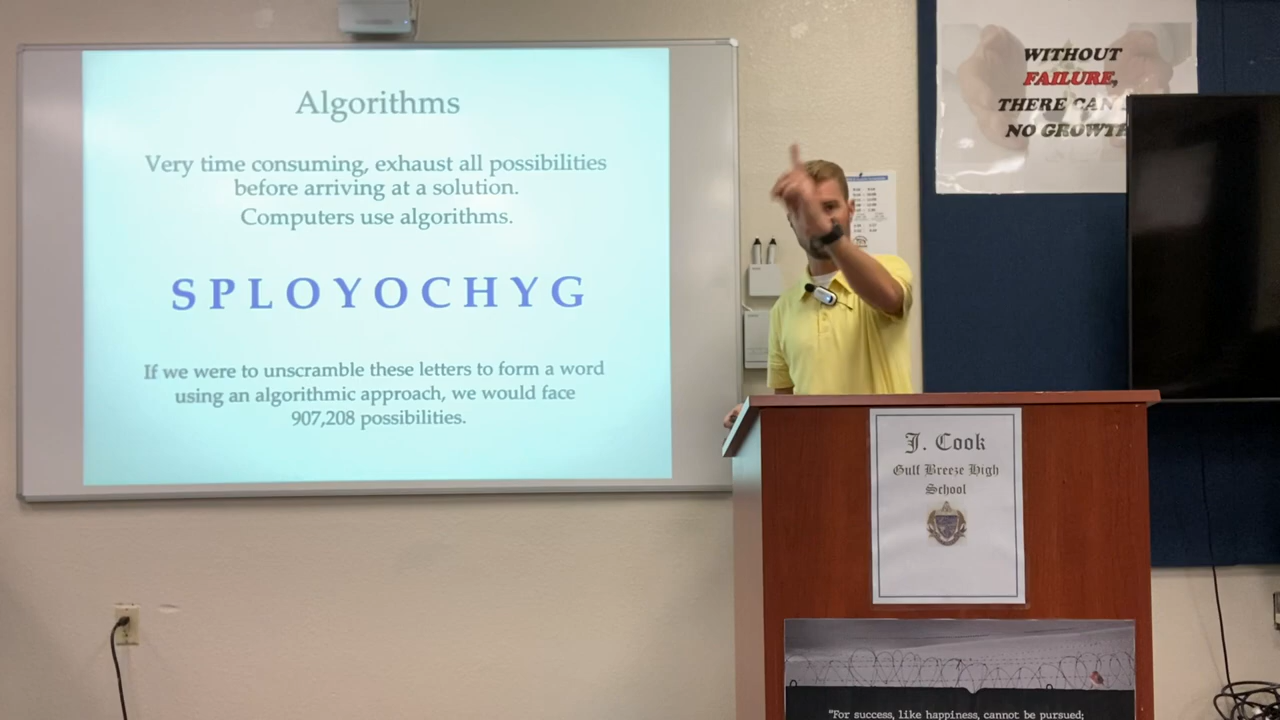 Algorithms
Very time consuming, exhaust all possibilities
before arriving at a solution.
Computers use algorithms.
S P L O Y O C H Y G
If we were to unscramble these letters to form a word
using an algorithmic approach, we would face
907,208 possibilities.
WITHOUT
FAILURE,
THERE CAN
NO GROWTH
J. Cook
Gulf Breeze High
School
"For success, like happiness, cannot be pursued;